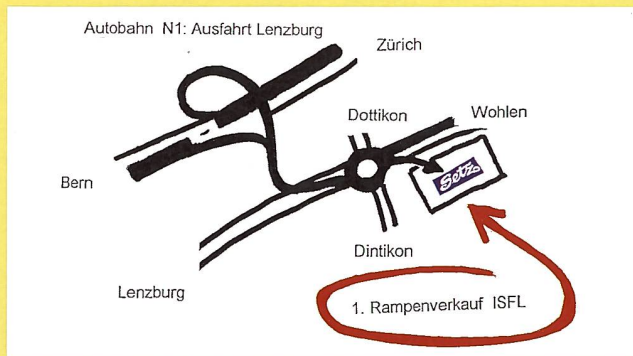 Autobahn N1: Ausfahrt Lenzburg
Zürich
Dottikon
Wohlen
Bern
Setz
Dintikon
Lenzburg
1. Rampenverkauf ISFL